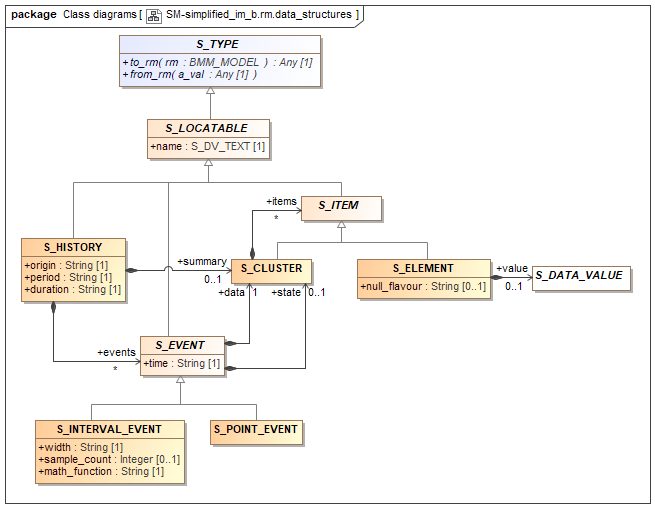 package Class diagrams [ SM-simplified_im_b.rm.data_structures ]
S_TYPE
+to_rm( rm : BMM_MODEL ) : Any [1]
+from_rm( a_val : Any [1] )
S_LOCATABLE
+name : S_DV_TEXT [1]
+items
*
S_ITEM
S_HISTORY
+origin : String [1]
+period : String [1]
+duration : String [1]
+summary
0..1
S_CLUSTER
S_ELEMENT
+null_flavour : String [0..1]
+value
0..1
S_DATA_VALUE
+data 1
+state 0..1
+events
*
S_EVENT
+time : String [1]
S_INTERVAL_EVENT
+width : String [1]
+sample_count : Integer [0..1]
+math_function : String [1]
S_POINT_EVENT